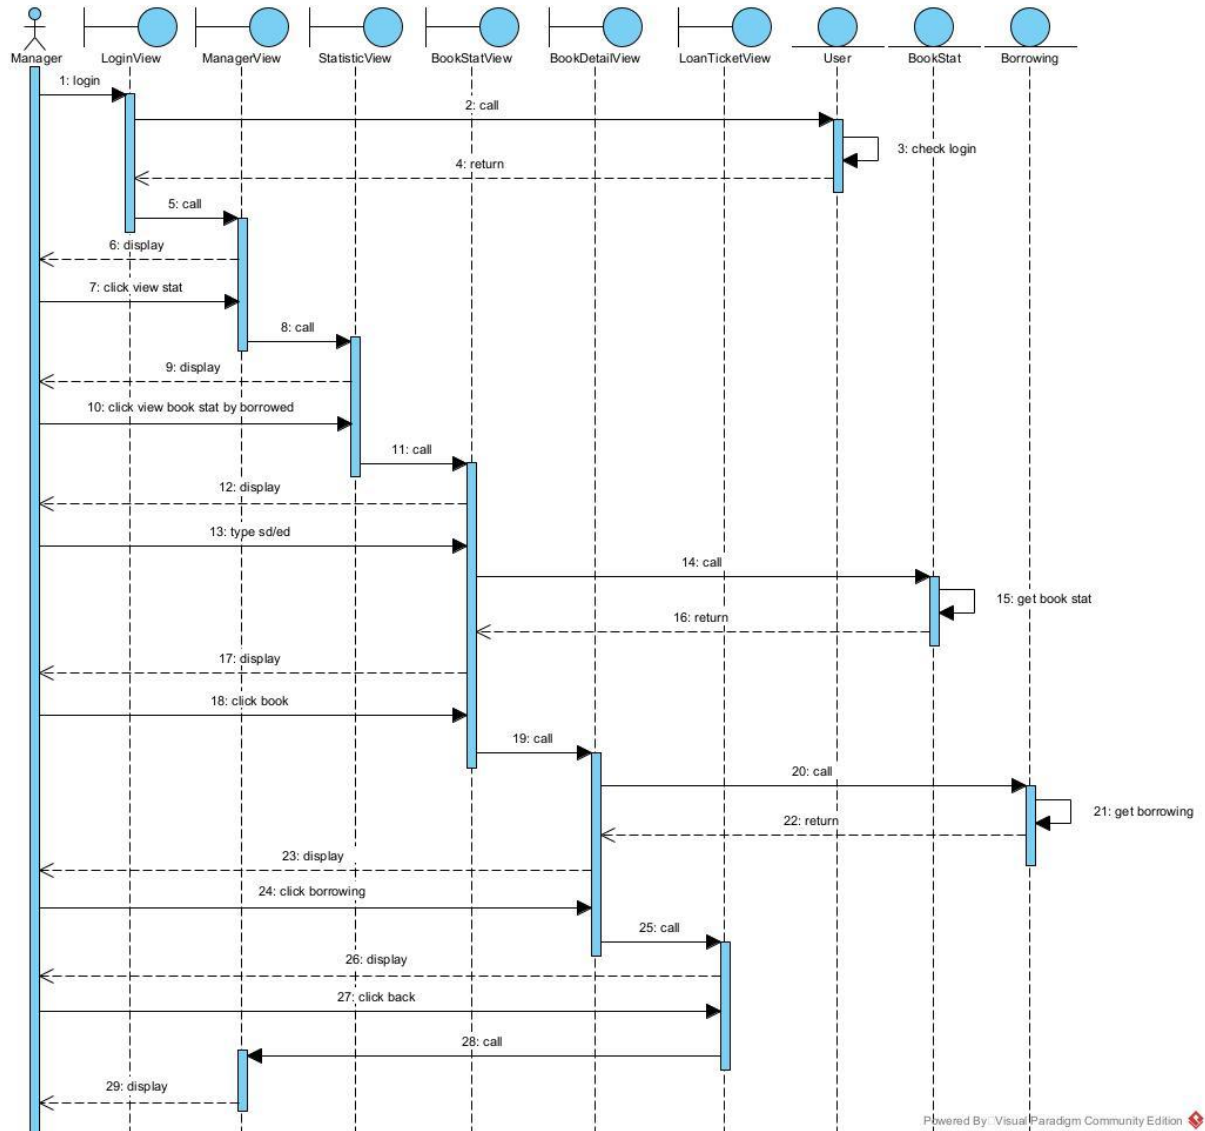 Manager
LoginView
ManagerView
StatisticView
BookStatView
BookDetailView
LoanTicketView
User
BookStat
Borrowing
1: login
2: call
3: check login
4: return
5: call
6: display
7: click view stat
8: call
9: display
10: click view book stat by borrowed
11: call
12: display
13: type sd/ed
14: call
15: get book stat
16: return
17: display
18: click book
19: call
20: call
21: get borrowing
22: return
23: display
24: click borrowing
25: call
26: display
27: click back
28: call
29: display
Powered By Visual Paradigm Community Edition